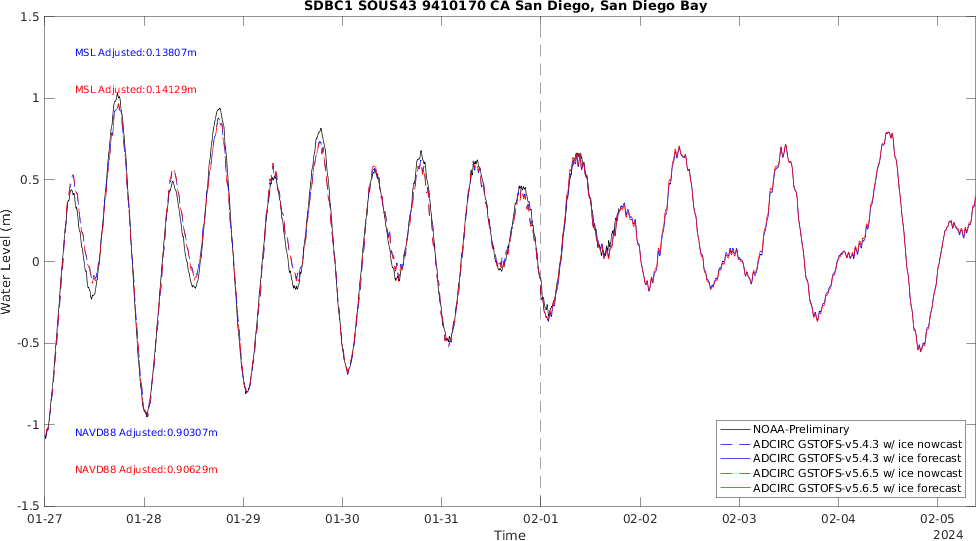 SDBC1 SOUS43 9410170 CA San Diego, San Diego Bay
1.5
MSL Adjusted:0.13807m
MSL Adjusted:0.14129m
1
0.5
0
-0.5
-1
-1.5
Water Level (m)
NAVD88 Adjusted:0.90307m
NAVD88 Adjusted:0.90629m
NOAA-Preliminary
ADCIRC GSTOFS-v5.4.3 w/ ice nowcast
ADCIRC GSTOFS-v5.4.3 w/ ice forecast
ADCIRC GSTOFS-v5.6.5 w/ ice nowcast
ADCIRC GSTOFS-v5.6.5 w/ ice forecast
01-27 01-28 01-29 01-30 01-31 02-01 02-02 02-03 02-04 02-05
Time 2024